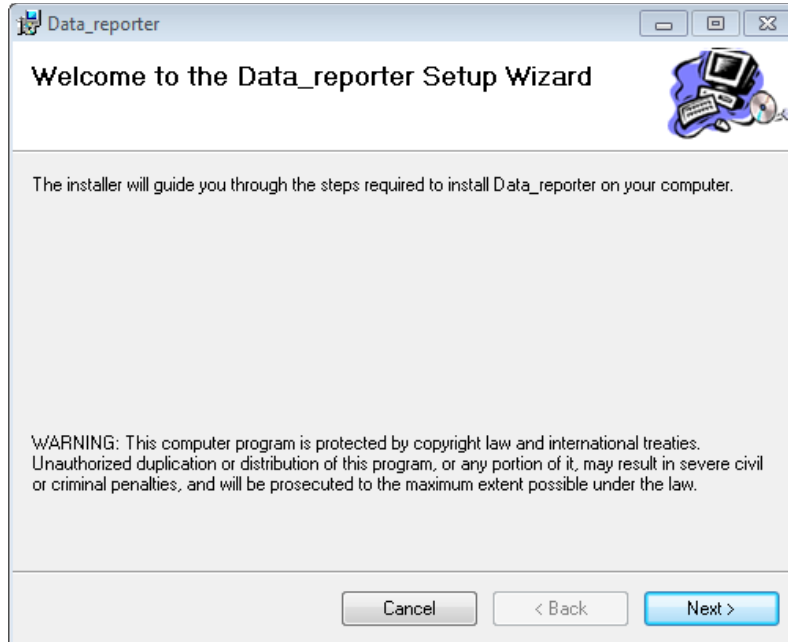 Data_reporter
Welcome to the Data_reporter Setup Wizard
The installer will guide you through the steps required to install Data_reporter on your computer.
WARNING: This computer program is protected by copyright law and international treaties.
Unauthorized duplication or distribution of this program, or any portion of it, may result in severe civil
or criminal penalties, and will be prosecuted to the maximum extent possible under the law.
Cancel
< Back
Next >